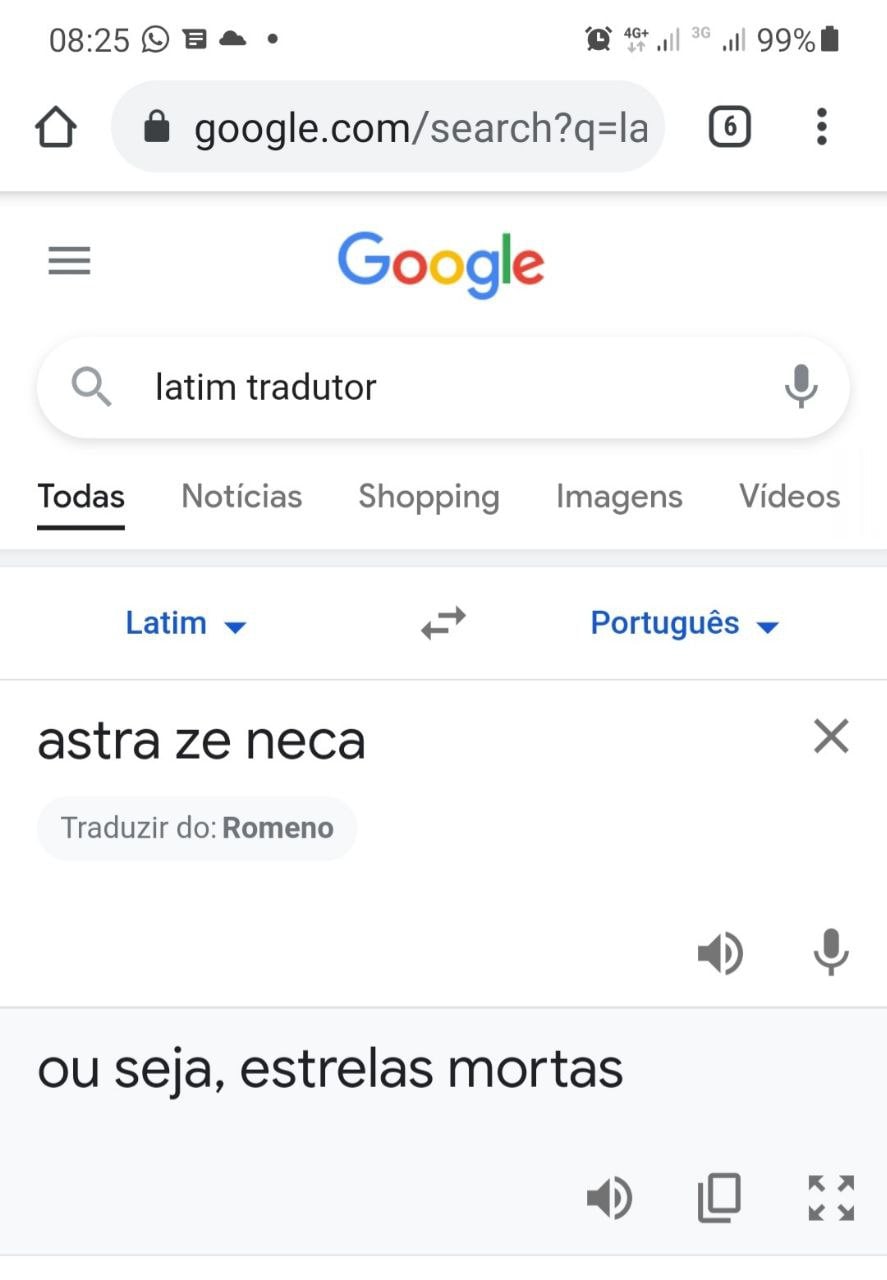 08:25 4G+ 3G 99%
google.com/search?q=la 6
Google
latim tradutor
Todas Notícias Shopping Imagens Vídeos
Latim Português
astra ze neca
Traduzir do: Romeno
ou seja, estrelas mortas